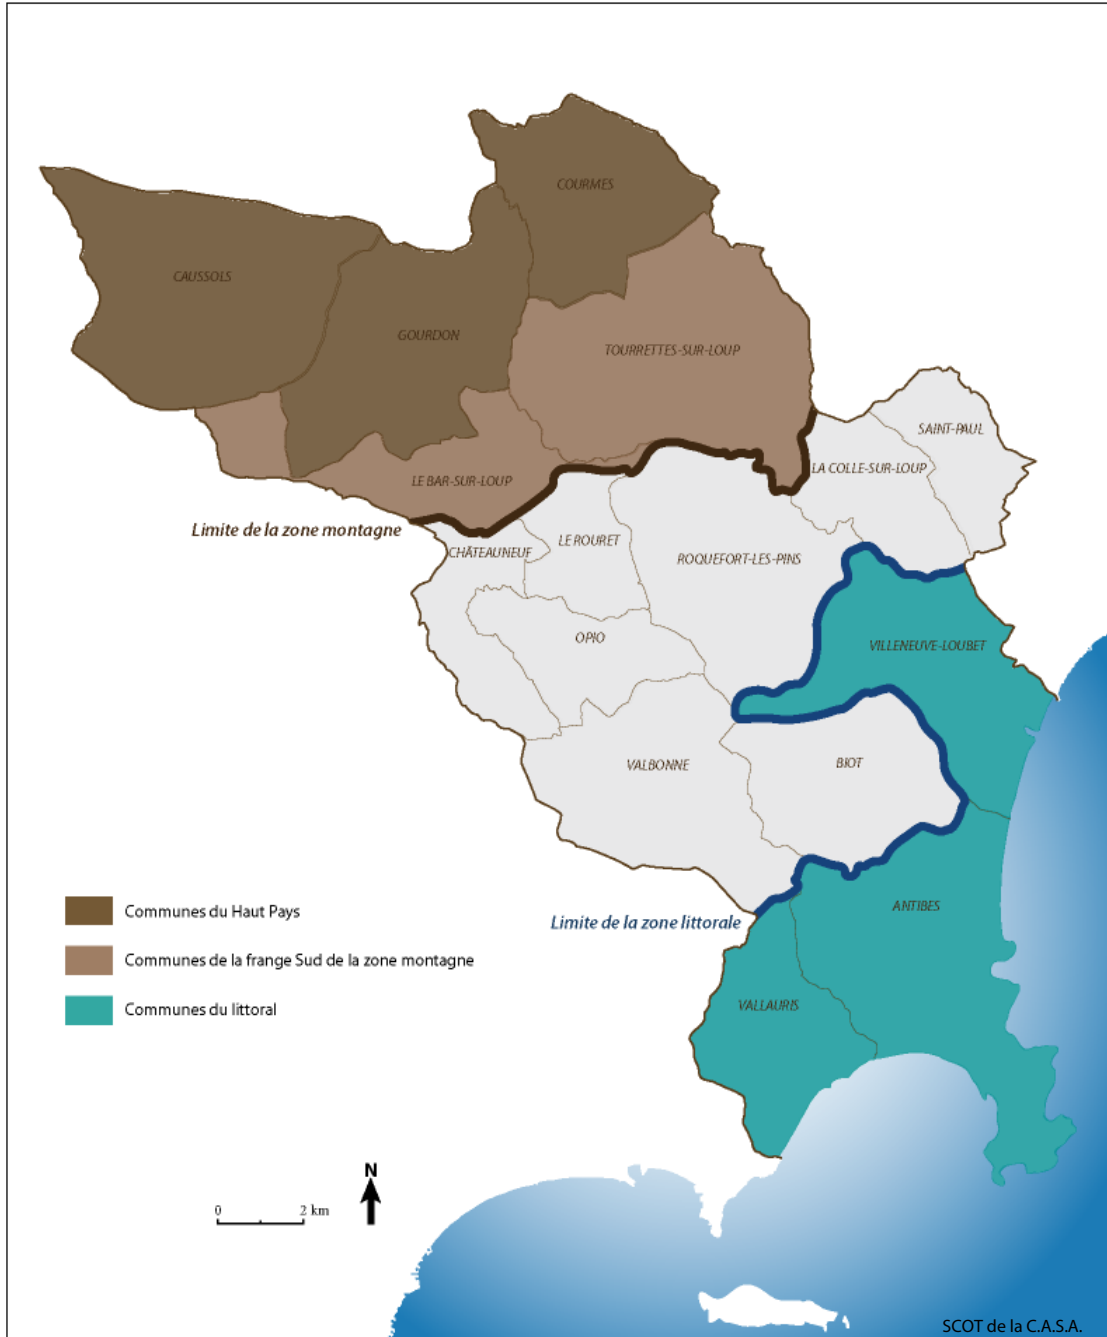 COURMES
CAUSSOLS
GOURDON
TOURRETTES-SUR-LOUP
SAINT-PAUL
LA COLLE-SUR-LOUP
LE BAR-SUR-LOUP
Limite de la zone montagne
LE ROURET
CHÂTEAUNEUF
ROQUEFORT-LES-PINS
OPIO
VILLENEUVE-LOUBET
VALBONNE
BIOT
ANTIBES
Limite de la zone littorale
VALLAURIS
Communes du Haut Pays
Communes de la frange Sud de la zone montagne
Communes du littoral
N
0 2 km
SCOT de la C.A.S.A.